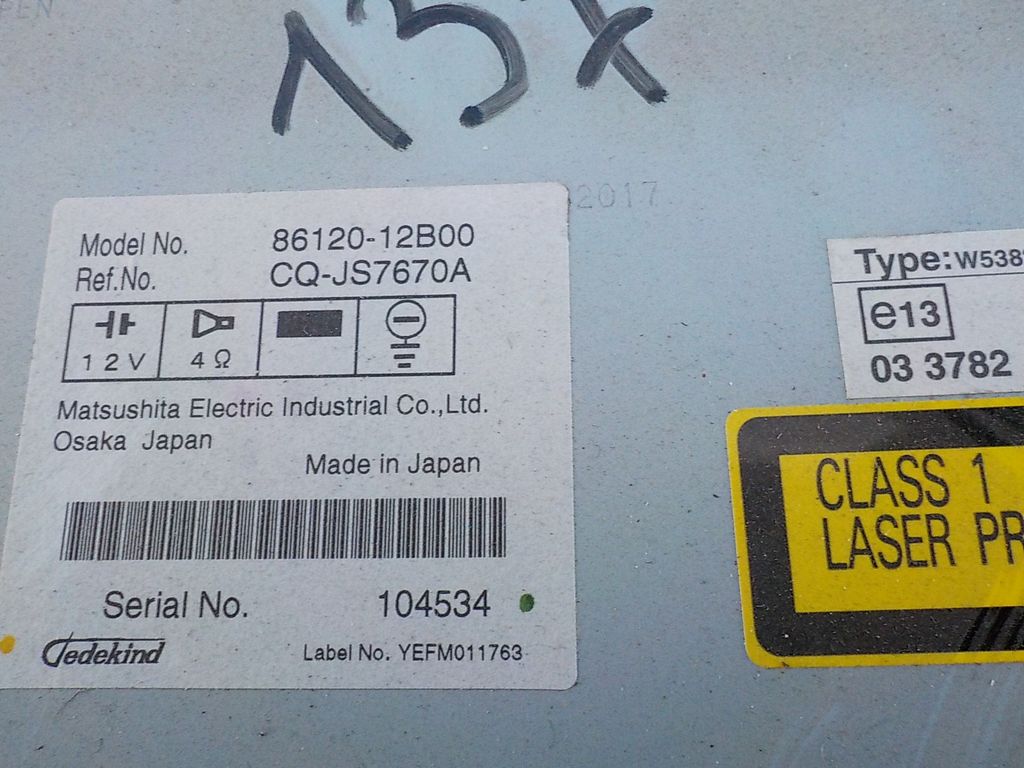 137
2017
Model No. 86120-12B00
Ref.No. CQ-JS7670A
12V 4Ω
Matsushita Electric Industrial Co.,Ltd.
Osaka Japan
Made in Japan
Serial No. 104534
Jedekind Label No. YEFM011763
Type: W538
e13
03 3782
CLASS 1
LASER PR